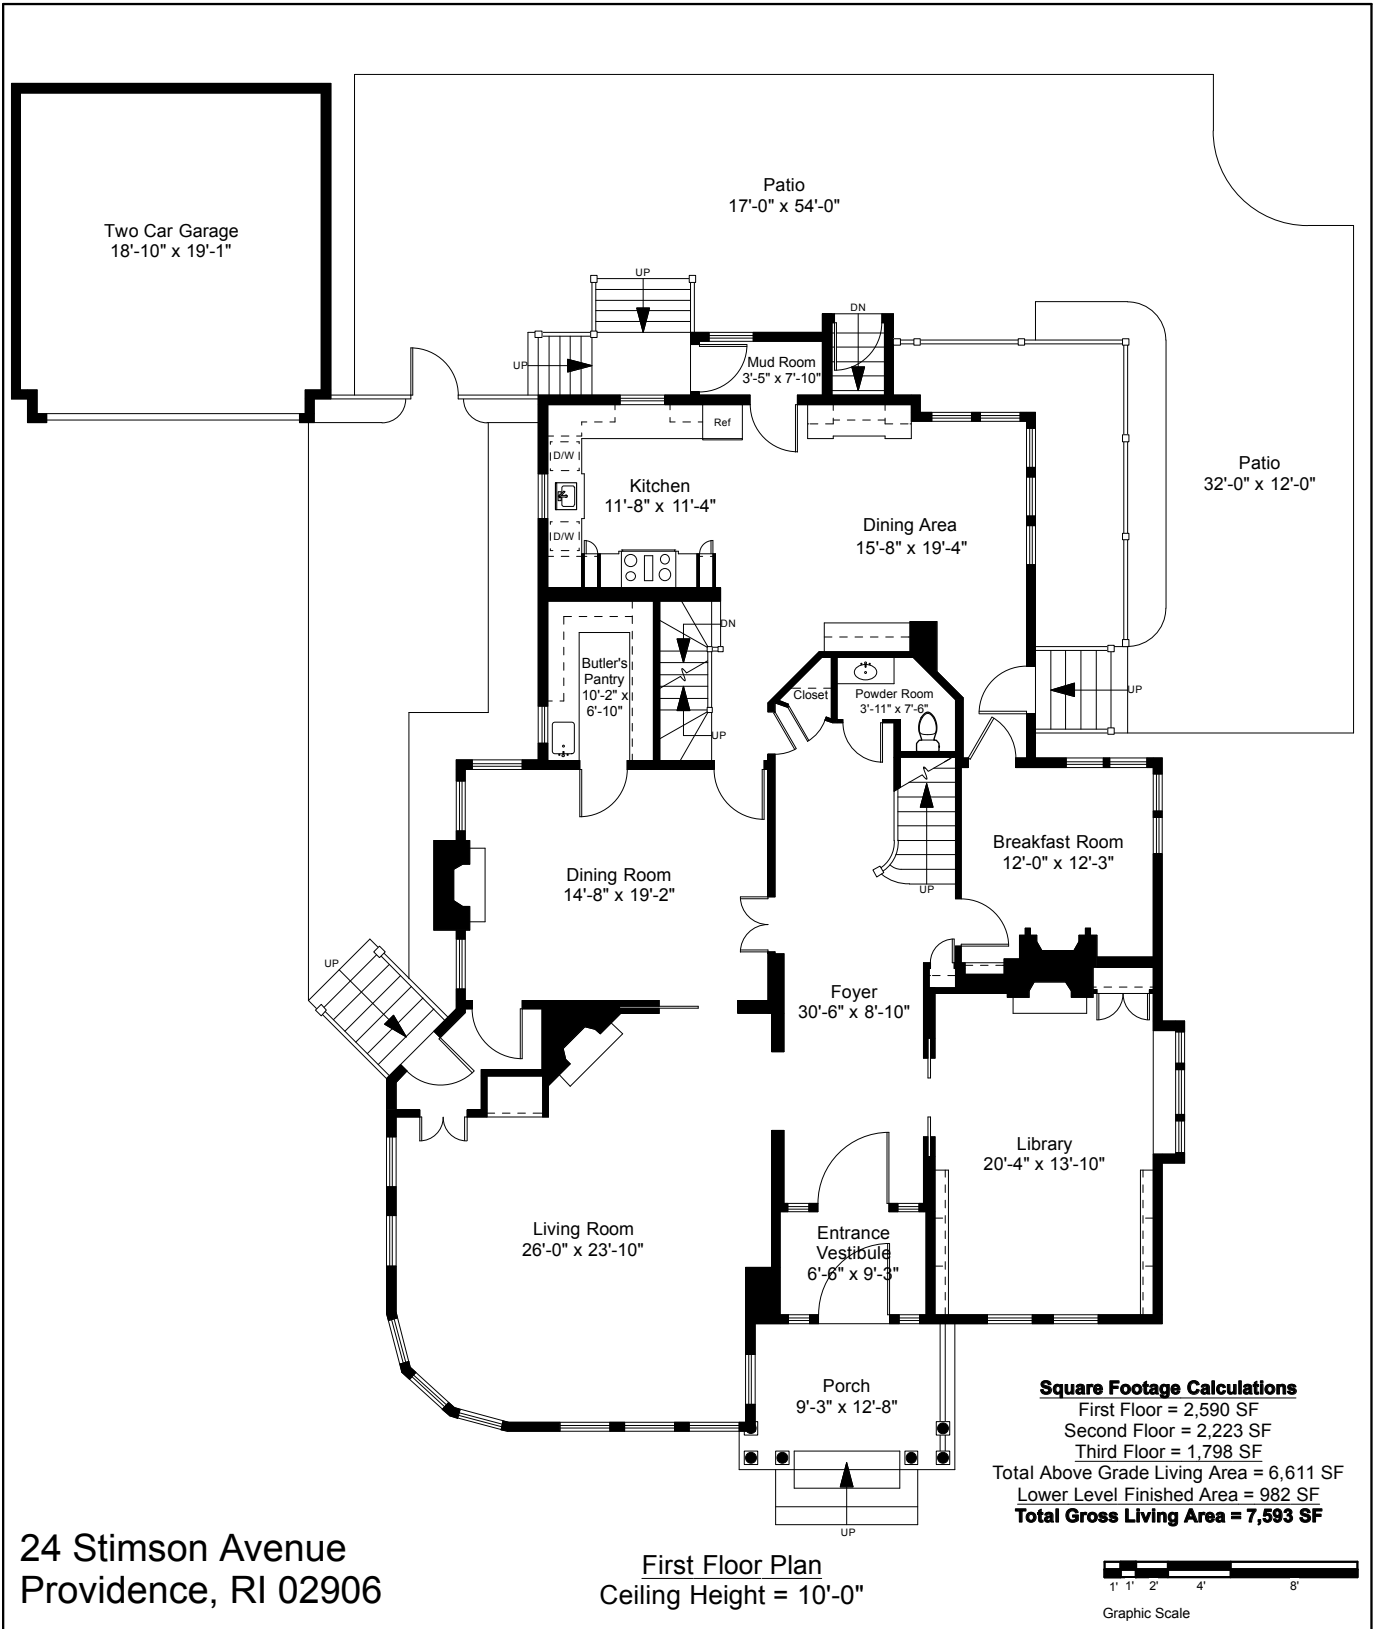 Patio
17'-0" x 54'-0"
Two Car Garage
18'-10" x 19'-1"
UP
DN
UP
Mud Room
3'-5" x 7'-10"
Ref
D/W
Kitchen
11'-8" x 11'-4"
D/W
Dining Area
15'-8" x 19'-4"
Patio
32'-0" x 12'-0"
DN
Butler's
Pantry
10'-2" x
6'-10"
UP
Closet
Powder Room
3'-11" x 7'-6"
UP
Breakfast Room
12'-0" x 12'-3"
Dining Room
14'-8" x 19'-2"
UP
UP
Foyer
30'-6" x 8'-10"
Library
20'-4" x 13'-10"
Living Room
26'-0" x 23'-10"
Entrance
Vestibule
6'-6" x 9'-3"
Porch
9'-3" x 12'-8"
UP
Square Footage Calculations
First Floor = 2,590 SF
Second Floor = 2,223 SF
Third Floor = 1,798 SF
Total Above Grade Living Area = 6,611 SF
Lower Level Finished Area = 982 SF
Total Gross Living Area = 7,593 SF
24 Stimson Avenue
Providence, RI 02906
First Floor Plan
Ceiling Height = 10'-0"
1' 1' 2' 4' 8'
Graphic Scale